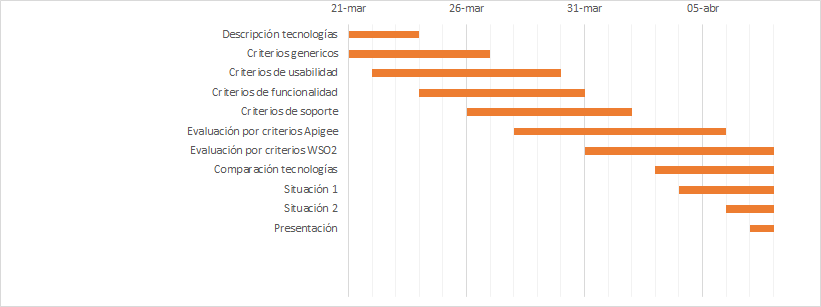 21-mar 26-mar 31-mar 05-abr
Descripción tecnologías
Criterios genericos
Criterios de usabilidad
Criterios de funcionalidad
Criterios de soporte
Evaluación por criterios Apigee
Evaluación por criterios WSO2
Comparación tecnologías
Situación 1
Situación 2
Presentación